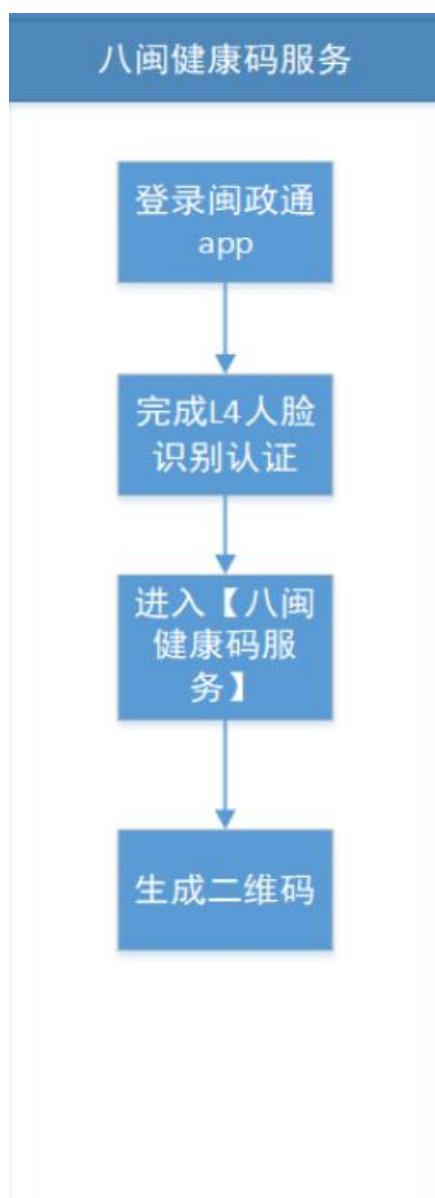 八闽健康码服务
登录闽政通
app
完成L4人脸
识别认证
进入【八闽
健康码服
务】
生成二维码